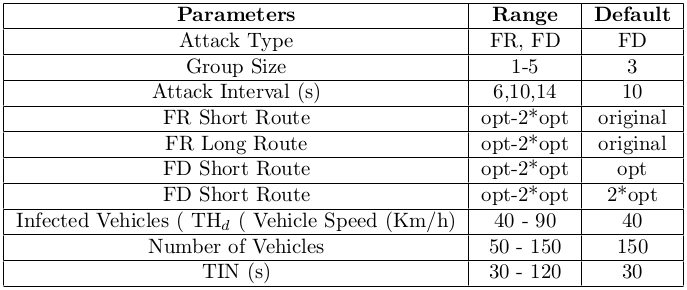 Parameters Range Default
Attack Type FR, FD FD
Group Size 1-5 3
Attack Interval (s) 6,10,14 10
FR Short Route opt-2*opt original
FR Long Route opt-2*opt original
FD Short Route opt-2*opt opt
FD Short Route opt-2*opt 2*opt
Infected Vehicles ( TH_d ( Vehicle Speed (Km/h) 40 - 90 40
Number of Vehicles 50 - 150 150
TIN (s) 30 - 120 30